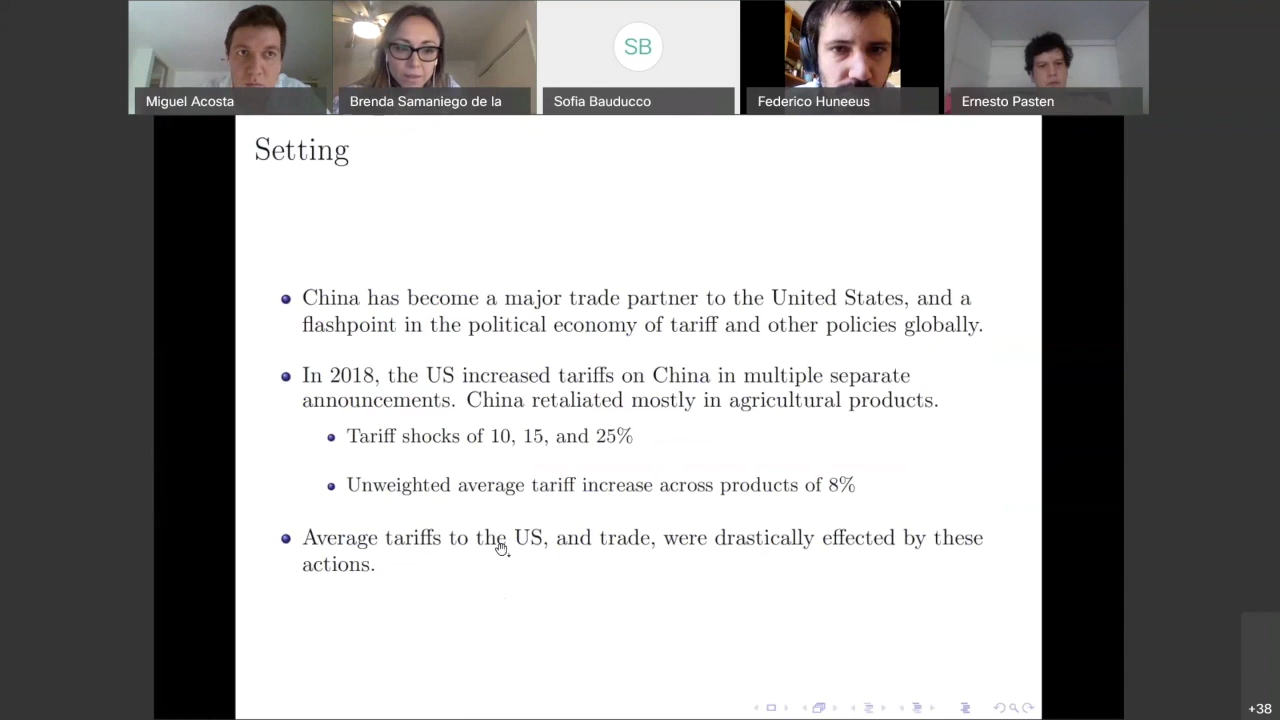 Miguel Acosta
Brenda Samaniego de la
SB
Sofia Bauducco
Federico Huneeus
Ernesto Pasten
Setting
China has become a major trade partner to the United States, and a
flashpoint in the political economy of tariff and other policies globally.
In 2018, the US increased tariffs on China in multiple separate
announcements. China retaliated mostly in agricultural products.
Tariff shocks of 10, 15, and 25%
Unweighted average tariff increase across products of 8%
Average tariffs to the US, and trade, were drastically effected by these
actions.
+38